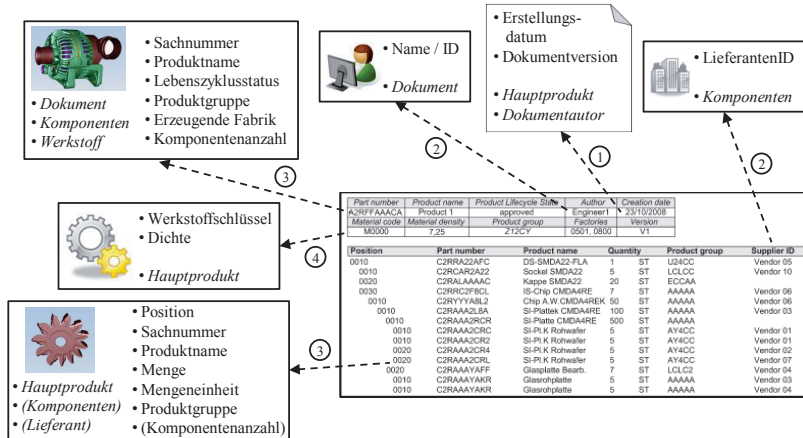 • Sachnummer
• Produktname
• Lebenszyklusstatus
• Produktgruppe
• Erzeugende Fabrik
• Komponentenanzahl
• Dokument
• Komponenten
• Werkstoff
• Name / ID
• Dokument
• Erstellungs-
datum
• Dokumentversion
• Hauptprodukt
• Dokumentautor
• LieferantenID
• Komponenten
3
2
1
2
4
3
• Werkstoffschlüssel
• Dichte
• Hauptprodukt
• Position
• Sachnummer
• Produktname
• Menge
• Mengeneinheit
• Produktgruppe
• (Komponentenanzahl)
• Hauptprodukt
• (Komponenten)
• (Lieferant)
Part number Product name Product Lifecycle State Author Creation date
A2RFFAAACA Product 1 approved Engineer1 23/10/2008
Material code Material density Product group Factories Version
M0000 7,25 Z12CY 0501, 0800 V1
Position Part number Product name Quantity Product group Supplier ID
0010 C2RRA22AFC DS-SMDA22-FLA 1 ST U24CC Vendor 05
0010 C2RCAR2A22 Sockel SMDA22 5 ST LCLCC Vendor 10
0020 C2RALAAAAC Kappe SMDA22 20 ST ECCAA
0030 C2RRC2F8CL IS-Chip CMDA4RE 7 ST AAAAA Vendor 06
0010 C2RYYYA8L2 Chip A.W.CMDA4REK 50 ST AAAAA Vendor 06
0010 C2RAAA2L8A SI-Plattek CMDA4RE 100 ST AAAAA Vendor 03
0010 C2RAAA2RCR SI-Platte CMDA4RE 500 ST AAAAA
0010 C2RAAA2CRC SI-PI.K Rohwafer 5 ST AY4CC Vendor 01
0010 C2RAAA2CR2 SI-PI.K Rohwafer 5 ST AY4CC Vendor 01
0020 C2RAAA2CR4 SI-PI.K Rohwafer 5 ST AY4CC Vendor 02
0020 C2RAAA2CRL SI-PI.K Rohwafer 5 ST AY4CC Vendor 07
0020 C2RAAAYAFF Glasplatte Bearb. 7 ST LCLC2 Vendor 04
0010 C2RAAAYAKR Glasrohplatte 5 ST AAAAA Vendor 03
0010 C2RAAAYAKR Glasrohplatte 5 ST AAAAA Vendor 04